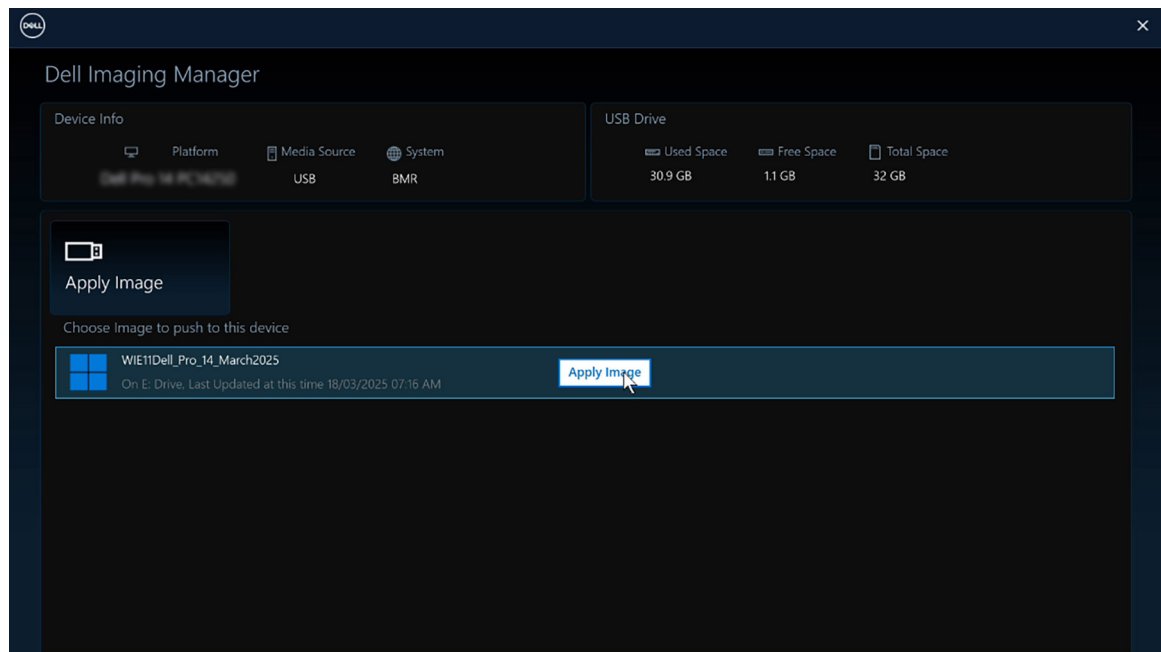 DELL
Dell Imaging Manager
Device Info
Platform Media Source System
USB BMR
USB Drive
Used Space Free Space Total Space
30.9 GB 1.1 GB 32 GB
Apply Image
Choose Image to push to this device
WIE11Dell_Pro_14_March2025
On E: Drive, Last Updated at this time 18/03/2025 07:16 AM
Apply Image